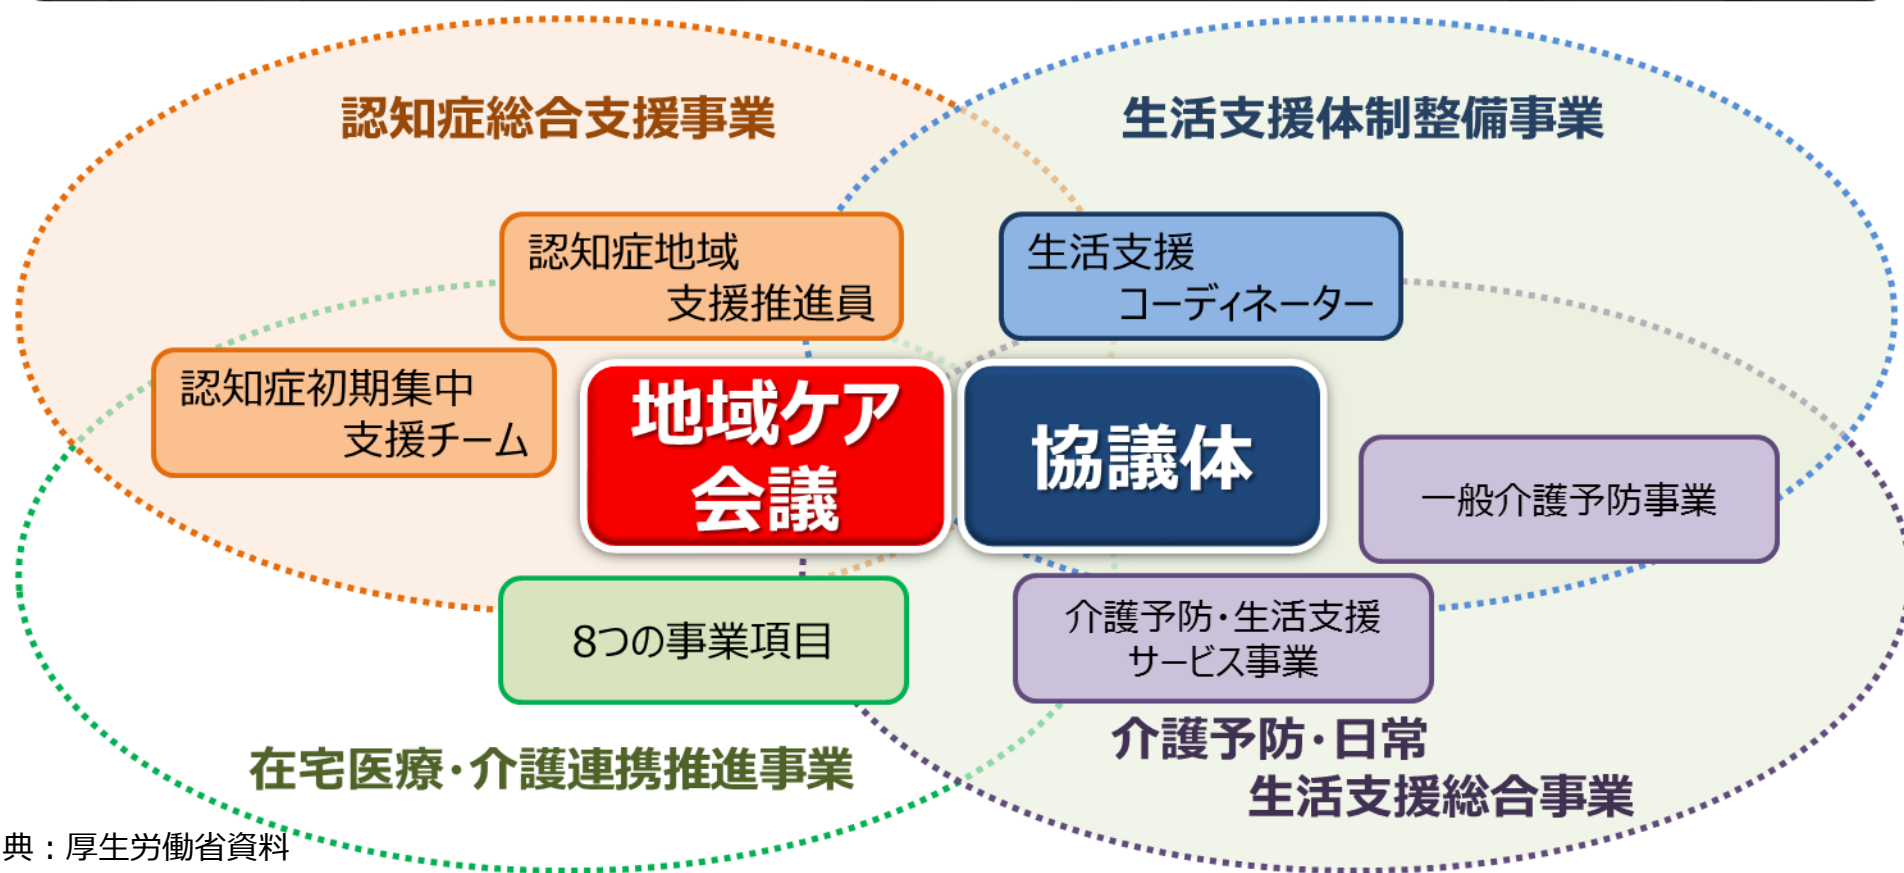 認知症総合支援事業
生活支援体制整備事業
認知症地域
支援推進員
生活支援
コーディネーター
認知症初期集中
支援チーム
地域ケア
会議
協議体
一般介護予防事業
8つの事業項目
介護予防・生活支援
サービス事業
在宅医療・介護連携推進事業
介護予防・日常
生活支援総合事業
典：厚生労働省資料